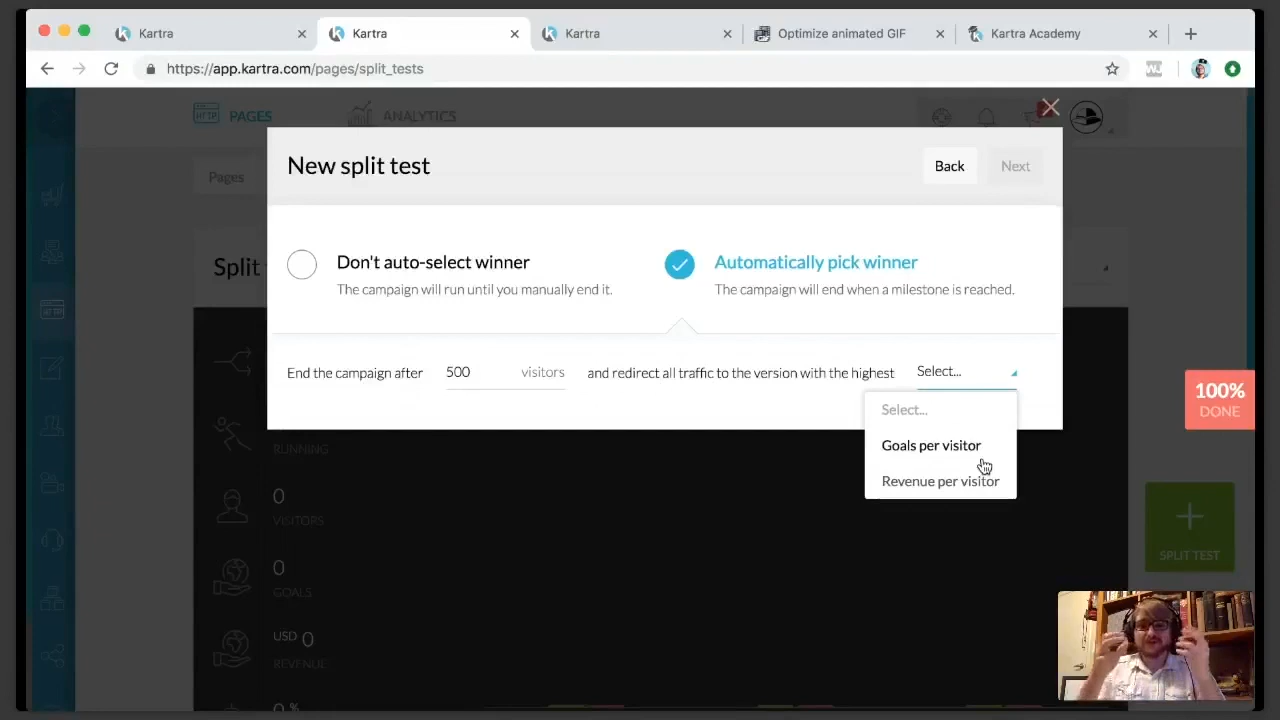 Kartra
Kartra
Kartra
Optimize animated GIF
Kartra Academy
https://app.kartra.com/pages/split_tests
WJ
HTTP
PAGES
ANALYTICS
New split test
Back
Next
Pages
Split
Don't auto-select winner
The campaign will run until you manually end it.
Automatically pick winner
The campaign will end when a milestone is reached.
End the campaign after 500 visitors and redirect all traffic to the version with the highest Select...
Select...
Goals per visitor
Revenue per visitor
100%
DONE
RUNNING
0
VISITORS
0
GOALS
USD 0
REVENUE
0 %
SPLIT TEST